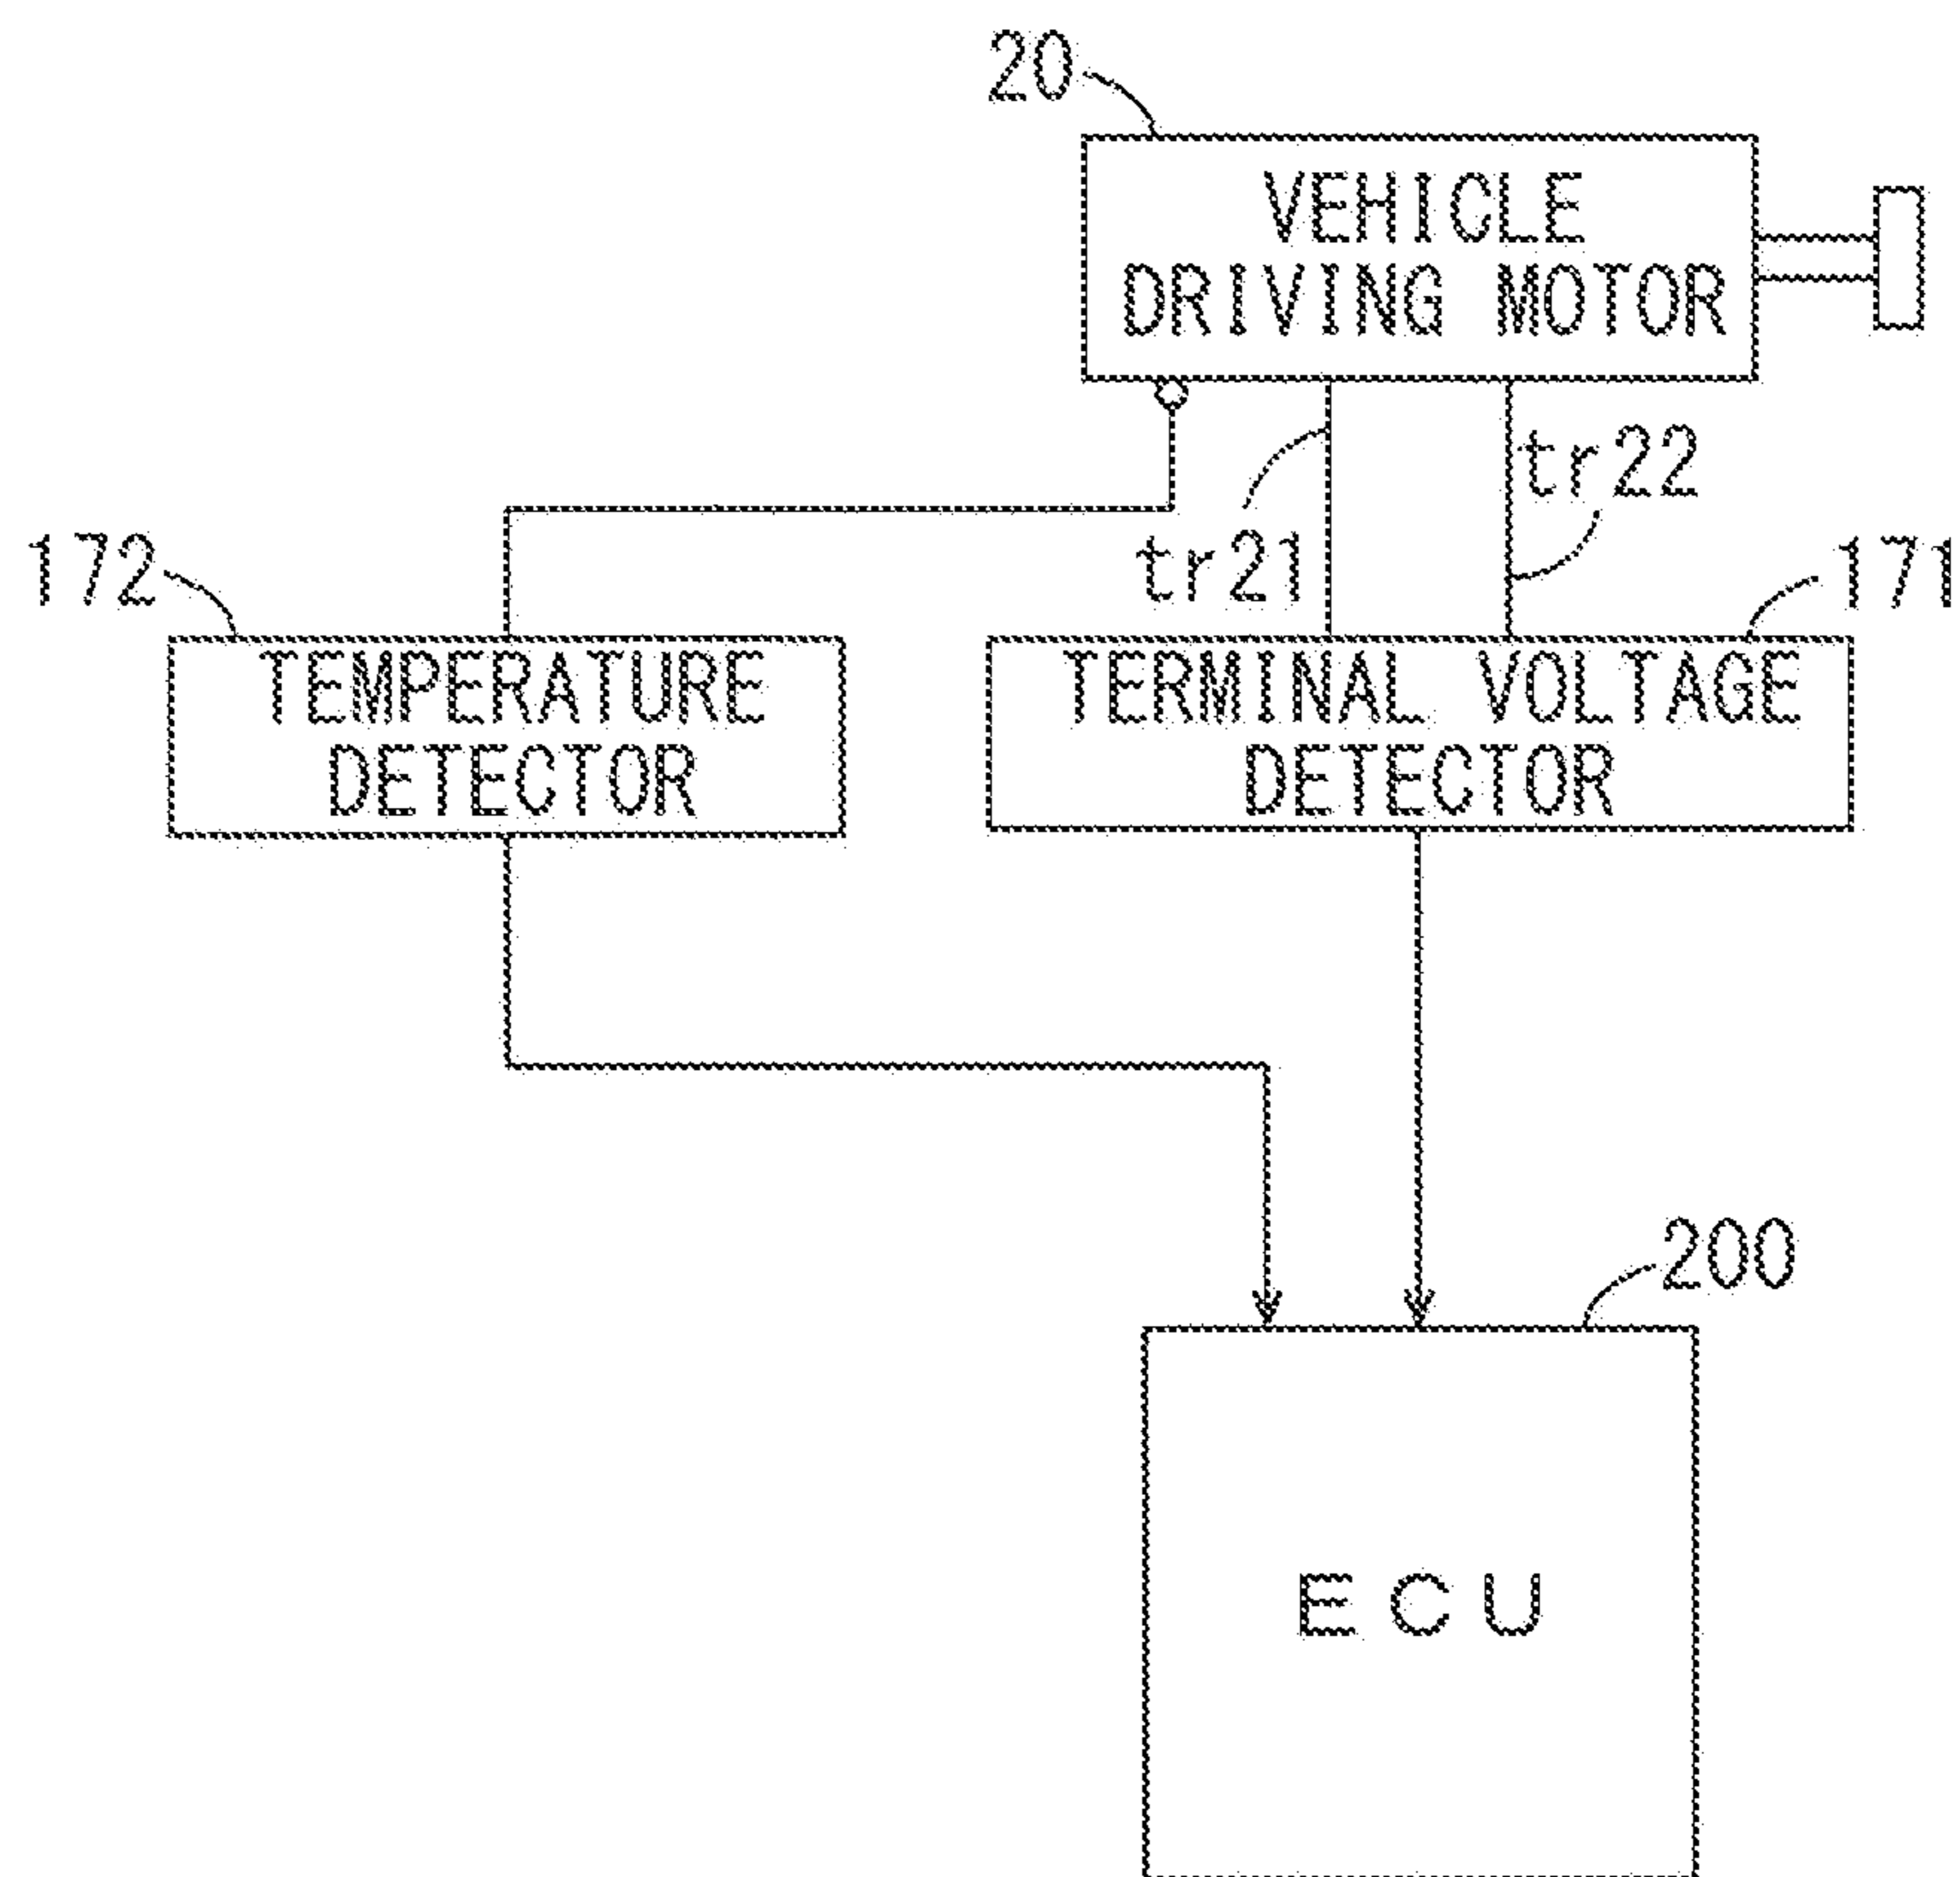 20
VEHICLE
DRIVING MOTOR
tr22
tr21
172
171
TEMPERATURE
DETECTOR
TERMINAL VOLTAGE
DETECTOR
200
ECU